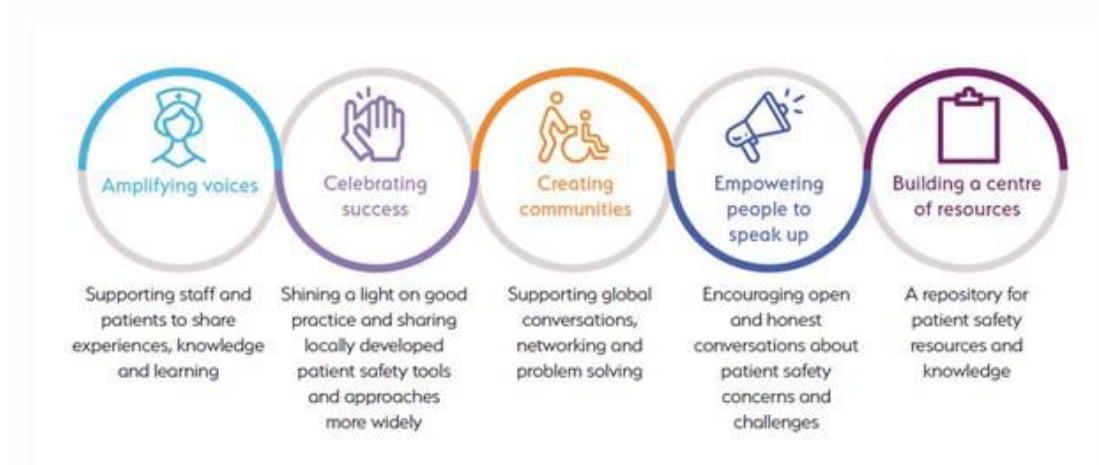 Amplifying voices
Supporting staff and
patients to share
experiences, knowledge
and learning
Celebrating
success
Shining a light on good
practice and sharing
locally developed
patient safety tools
and approaches
more widely
Creating
communities
Supporting global
conversations,
networking and
problem solving
Empowering
people to
speak up
Encouraging open
and honest
conversations about
patient safety
concerns and
challenges
Building a centre
of resources
A repository for
patient safety
resources and
knowledge